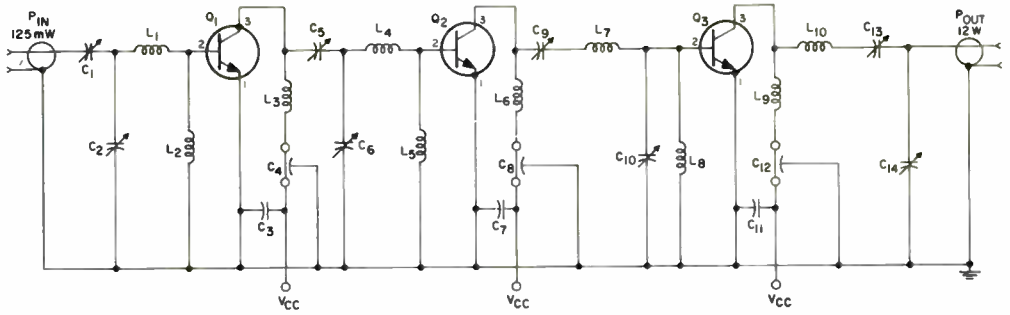 PIN
125mW
C1
L1
C2
L2
Q1
2
3
1
L3
C4
C3
VCC
C5
L4
C6
L5
Q2
2
3
1
L6
C8
C7
VCC
C9
L7
C10
L8
Q3
2
3
1
L9
C12
C11
VCC
L10
C13
C14
POUT
12W